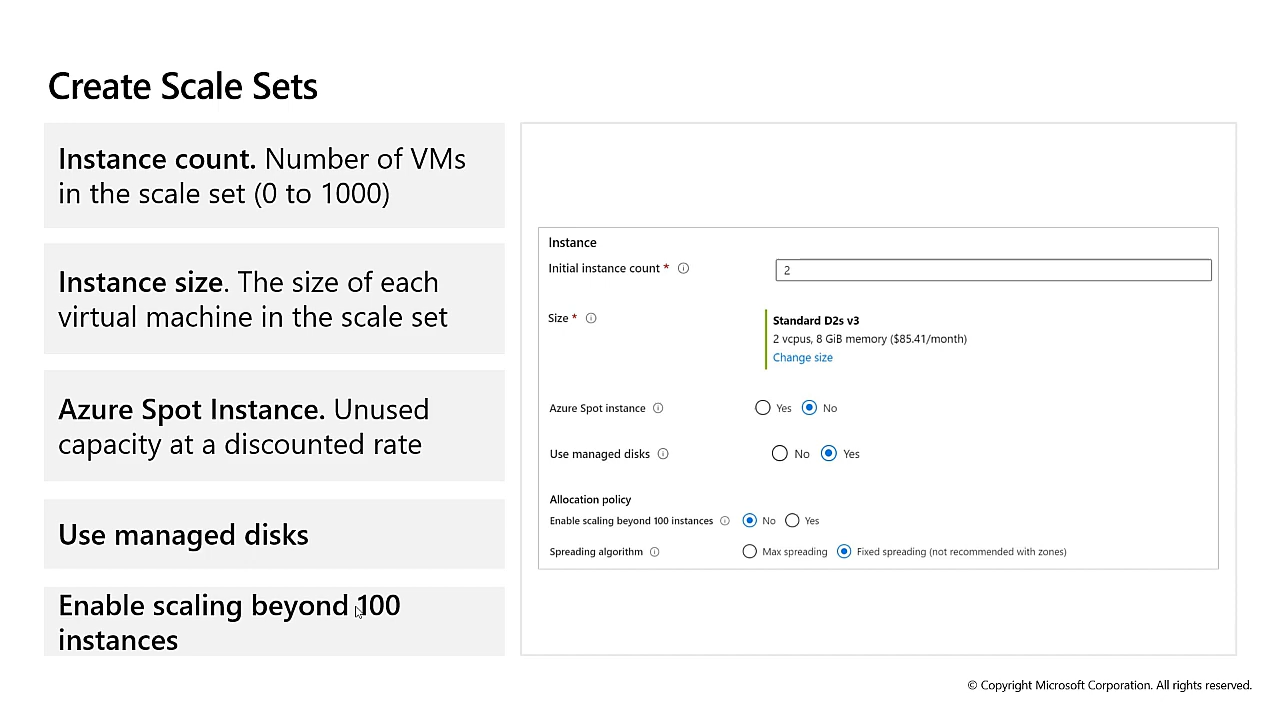 Create Scale Sets
Instance count. Number of VMs
in the scale set (0 to 1000)
Instance size. The size of each
virtual machine in the scale set
Azure Spot Instance. Unused
capacity at a discounted rate
Use managed disks
Enable scaling beyond 100
instances
Instance
Initial instance count *
2
Size *
Standard D2s v3
2 vcpus, 8 GiB memory ($85.41/month)
Change size
Azure Spot instance Yes No
Use managed disks No Yes
Allocation policy
Enable scaling beyond 100 instances No Yes
Spreading algorithm Max spreading Fixed spreading (not recommended with zones)
© Copyright Microsoft Corporation. All rights reserved.